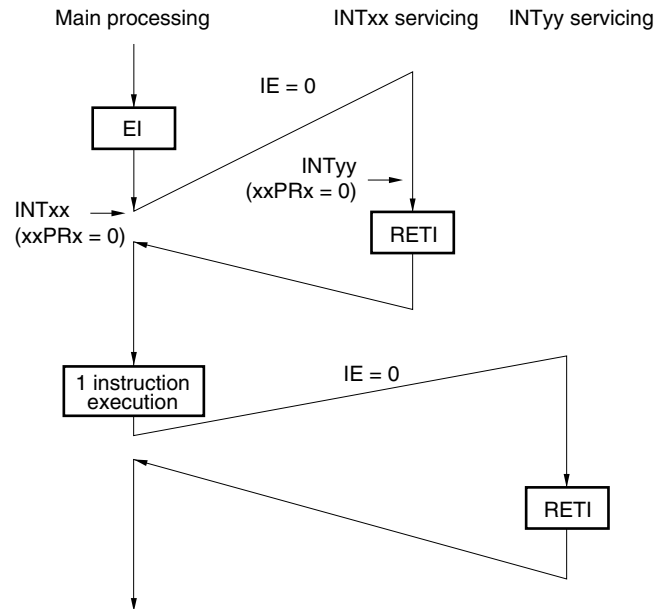 Main processing
INTxx servicing
INTyy servicing
IE = 0
EI
INTyy
(xxPRx = 0)
INTxx
(xxPRx = 0)
RETI
1 instruction
execution
IE = 0
RETI